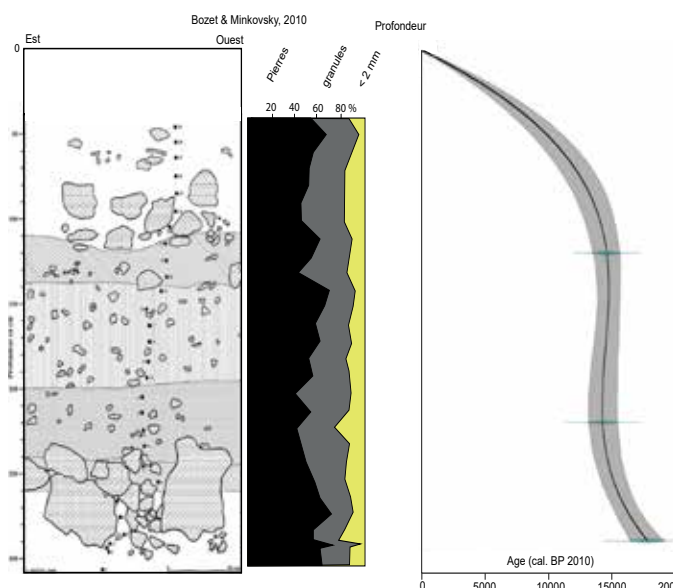 Bozet & Minkovsky, 2010
Est
Ouest
0
Pierres
granules
< 2 mm
20 40 60 80 %
Profondeur
0 5000 10000 15000
Age (cal. BP 2010)